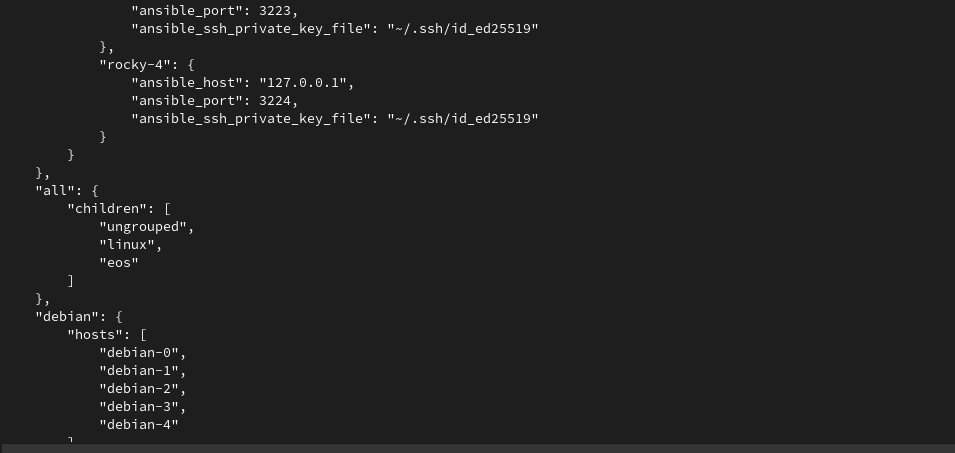 "ansible_port": 3223,
"ansible_ssh_private_key_file": "~/.ssh/id_ed25519"
},
"rocky-4": {
"ansible_host": "127.0.0.1",
"ansible_port": 3224,
"ansible_ssh_private_key_file": "~/.ssh/id_ed25519"
}
}
},
"all": {
"children": [
"ungrouped",
"linux",
"eos"
]
},
"debian": {
"hosts": [
"debian-0",
"debian-1",
"debian-2",
"debian-3",
"debian-4"
]